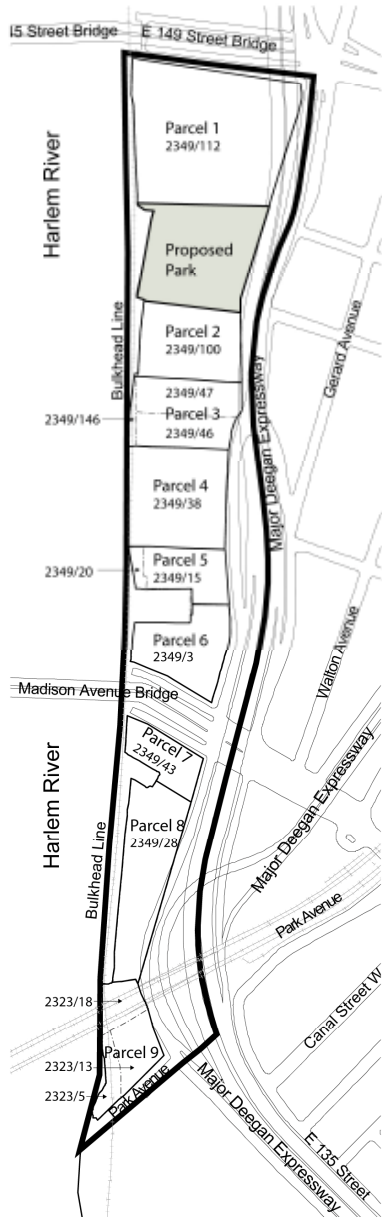 45 Street Bridge
E 149 Street Bridge
Harlem River
Parcel 1
2349/112
Proposed
Park
Bulkhead Line
Parcel 2
2349/100
Gerard Avenue
2349/47
2349/146
Parcel 3
2349/46
Major Deegan Expressway
Parcel 4
2349/38
Parcel 5
2349/20
2349/15
Parcel 6
2349/3
Walton Avenue
Madison Avenue Bridge
Parcel 7
2349/43
Harlem River
Parcel 8
2349/28
Major Deegan Expressway
Bulkhead Line
Park Avenue
2323/18
Canal Street W
Parcel 9
2323/13
2323/5
Park Avenue
Major Deegan Expressway
E 135 Street